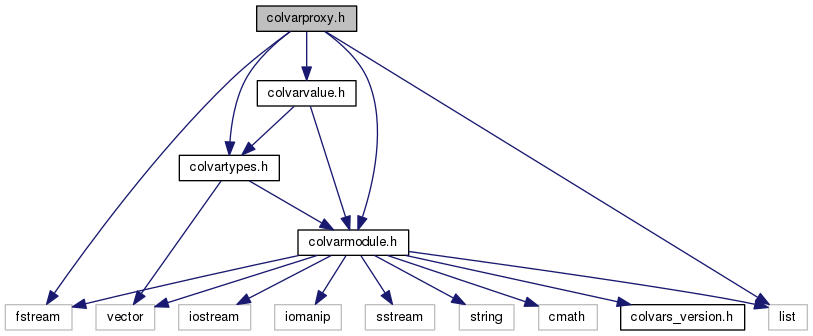 colvarproxy.h
colvarvalue.h
colvartypes.h
colvarmodule.h
fstream
vector
iostream
iomanip
sstream
string
cmath
colvars_version.h
list